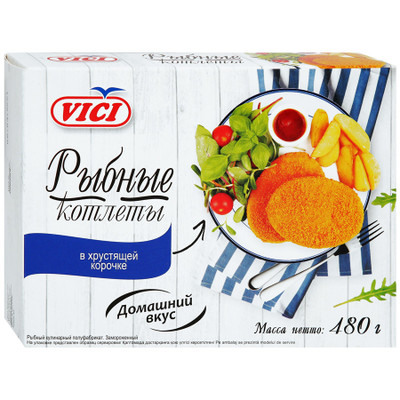 VICI
Рыбные
котлеты
в хрустящей
корочке
Домашний
вкус
Масса нетто: 480 г
Рыбный кулинарный полуфабрикат. Замороженный